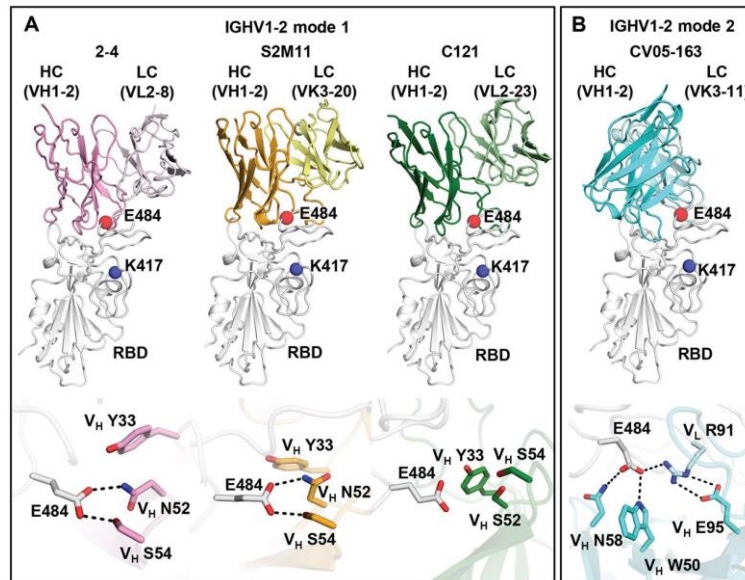 A
IGHV1-2 mode 1
2-4
HC
(VH1-2)
LC
(VL2-8)
E484
K417
RBD
S2M11
HC
(VH1-2)
LC
(VK3-20)
E484
K417
RBD
C121
HC
(VH1-2)
LC
(VL2-23)
E484
K417
RBD
VH Y33
E484
VH N52
VH S54
VH Y33
E484
VH N52
VH S54
E484
VH Y33
VH S54
VH S52
B
IGHV1-2 mode 2
CV05-163
HC
(VH1-2)
LC
(VK3-11)
E484
K417
RBD
E484
VL R91
VH N58
VH E95
VH W50